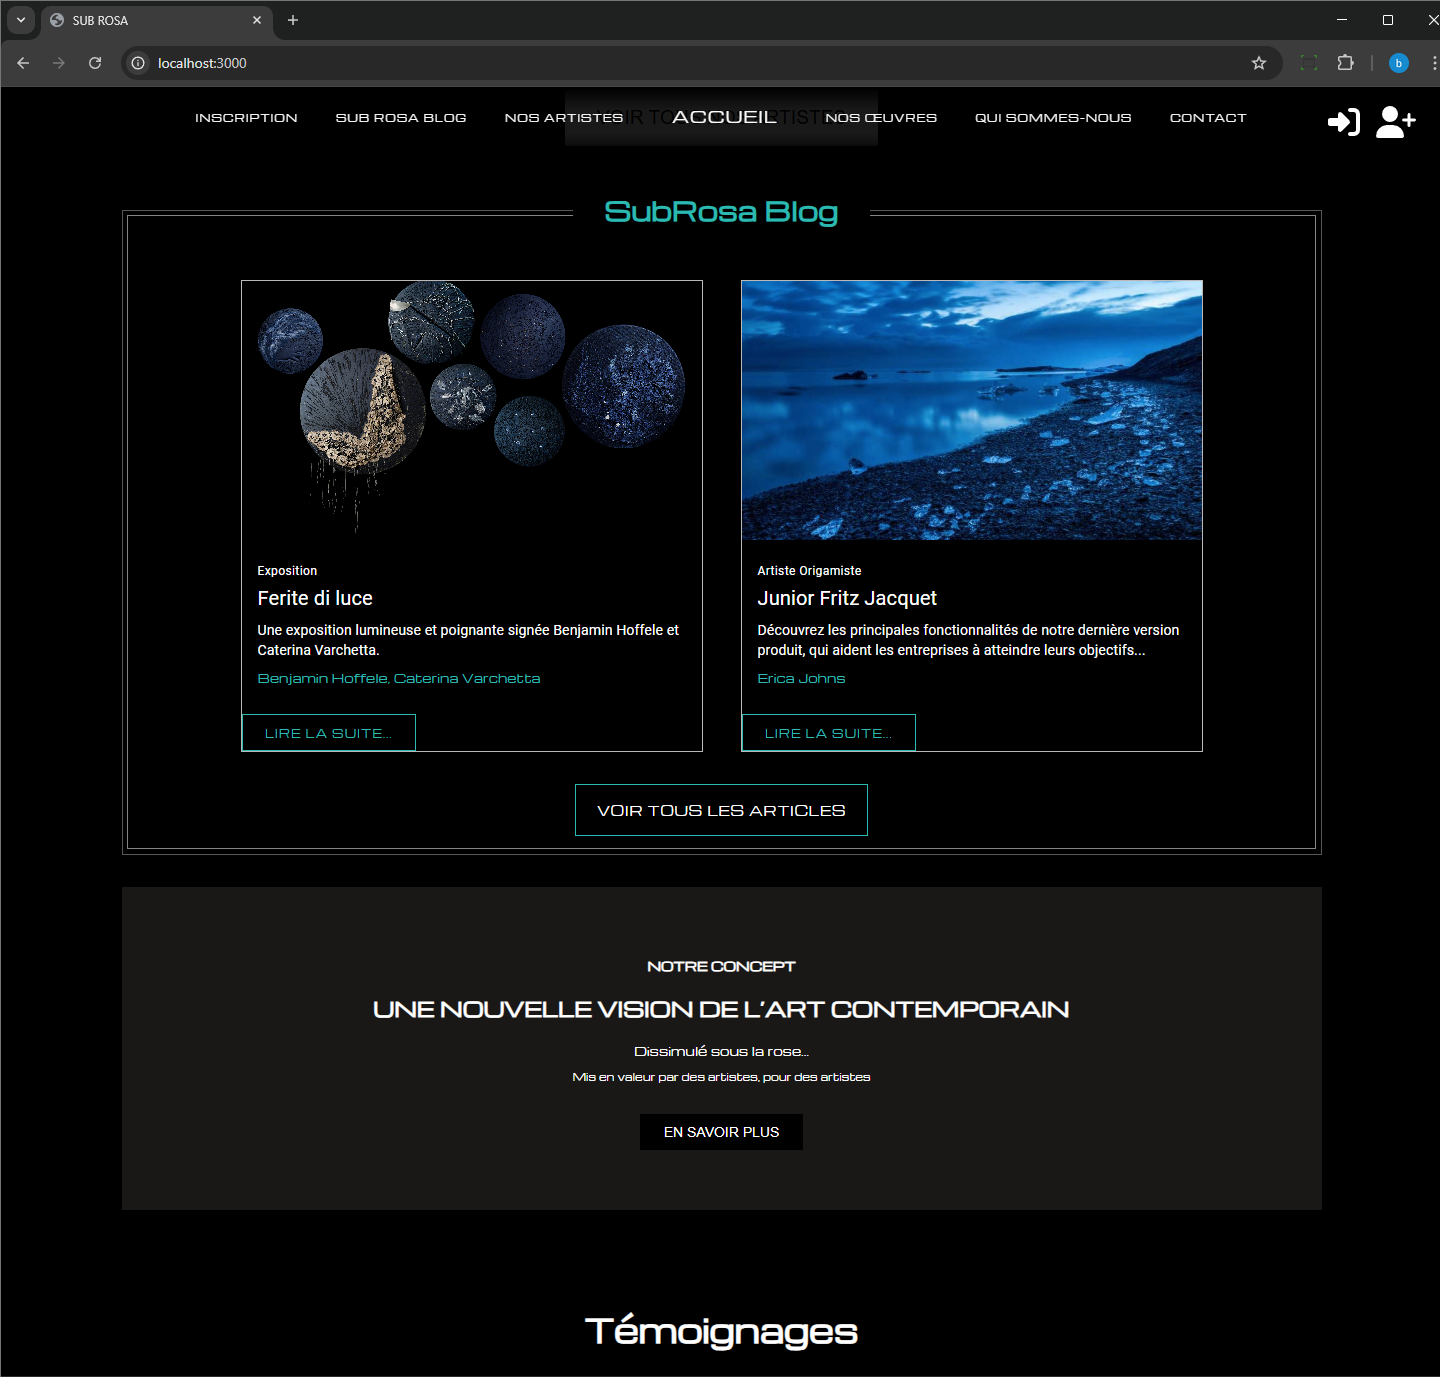 SUB ROSA
localhost:3000
b
INSCRIPTION SUB ROSA BLOG NOS ARTISTES ACCUEIL NOS ŒUVRES QUI SOMMES-NOUS CONTACT
SubRosa Blog
Exposition
Ferite di luce
Une exposition lumineuse et poignante signée Benjamin Hoffele et
Caterina Varchetta.
Benjamin Hoffele, Caterina Varchetta
LIRE LA SUITE...
Artiste Origamiste
Junior Fritz Jacquet
Découvrez les principales fonctionnalités de notre dernière version
produit, qui aident les entreprises à atteindre leurs objectifs...
Erica Johns
LIRE LA SUITE...
VOIR TOUS LES ARTICLES
NOTRE CONCEPT
UNE NOUVELLE VISION DE L'ART CONTEMPORAIN
Dissimulé sous la rose...
Mis en valeur par des artistes, pour des artistes
EN SAVOIR PLUS
Témoignages